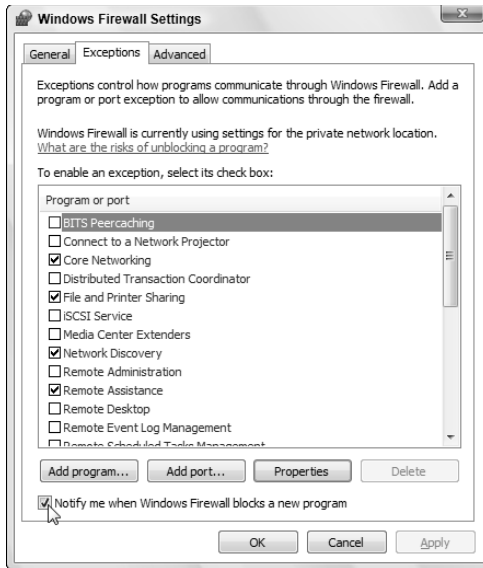 Windows Firewall Settings
General Exceptions Advanced
Exceptions control how programs communicate through Windows Firewall. Add a
program or port exception to allow communications through the firewall.
Windows Firewall is currently using settings for the private network location.
What are the risks of unblocking a program?
To enable an exception, select its check box:
Program or port
BITS Peercaching
Connect to a Network Projector
Core Networking
Distributed Transaction Coordinator
File and Printer Sharing
iSCSI Service
Media Center Extenders
Network Discovery
Remote Administration
Remote Assistance
Remote Desktop
Remote Event Log Management
Remote Scheduled Tasks Management
Add program... Add port... Properties Delete
Notify me when Windows Firewall blocks a new program
OK Cancel Apply